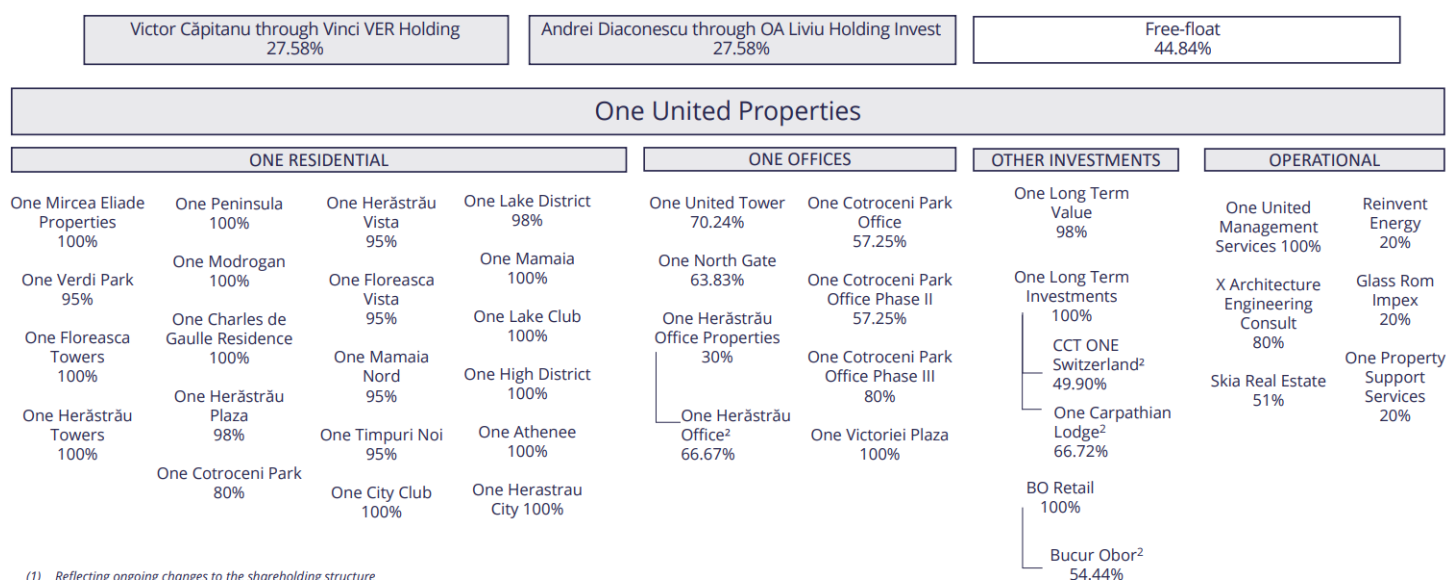 Victor Căpitanu through Vinci VER Holding
27.58%
Andrei Diaconescu through OA Liviu Holding Invest
27.58%
Free-float
44.84%
One United Properties
ONE RESIDENTIAL
One Mircea Eliade
Properties
100%
One Verdi Park
95%
One Floreasca
Towers
100%
One Herăstrău
Towers
100%
One Peninsula
100%
One Modrogan
100%
One Charles de
Gaulle Residence
100%
One Herăstrău
Plaza
98%
One Cotroceni Park
80%
One Herăstrău
Vista
95%
One Floreasca
Vista
95%
One Mamaia
Nord
95%
One Timpuri Noi
95%
One City Club
100%
One Lake District
98%
One Mamaia
100%
One Lake Club
100%
One High District
100%
One Athenee
100%
One Herastrau
City 100%
ONE OFFICES
One United Tower
70.24%
One North Gate
63.83%
One Herăstrău
Office Properties
30%
One Herăstrău
Office²
66.67%
One Cotroceni Park
Office
57.25%
One Cotroceni Park
Office Phase II
57.25%
One Cotroceni Park
Office Phase III
80%
One Victoriei Plaza
100%
OTHER INVESTMENTS
One Long Term
Value
98%
One Long Term
Investments
100%
CCT ONE
Switzerland²
49.90%
One Carpathian
Lodge²
66.72%
BO Retail
100%
Bucur Obor²
54.44%
OPERATIONAL
One United
Management
Services 100%
X Architecture
Engineering
Consult
80%
Skia Real Estate
51%
Reinvent
Energy
20%
Glass Rom
Impex
20%
One Property
Support
Services
20%
(1) Reflecting ongoing changes to the shareholding structure